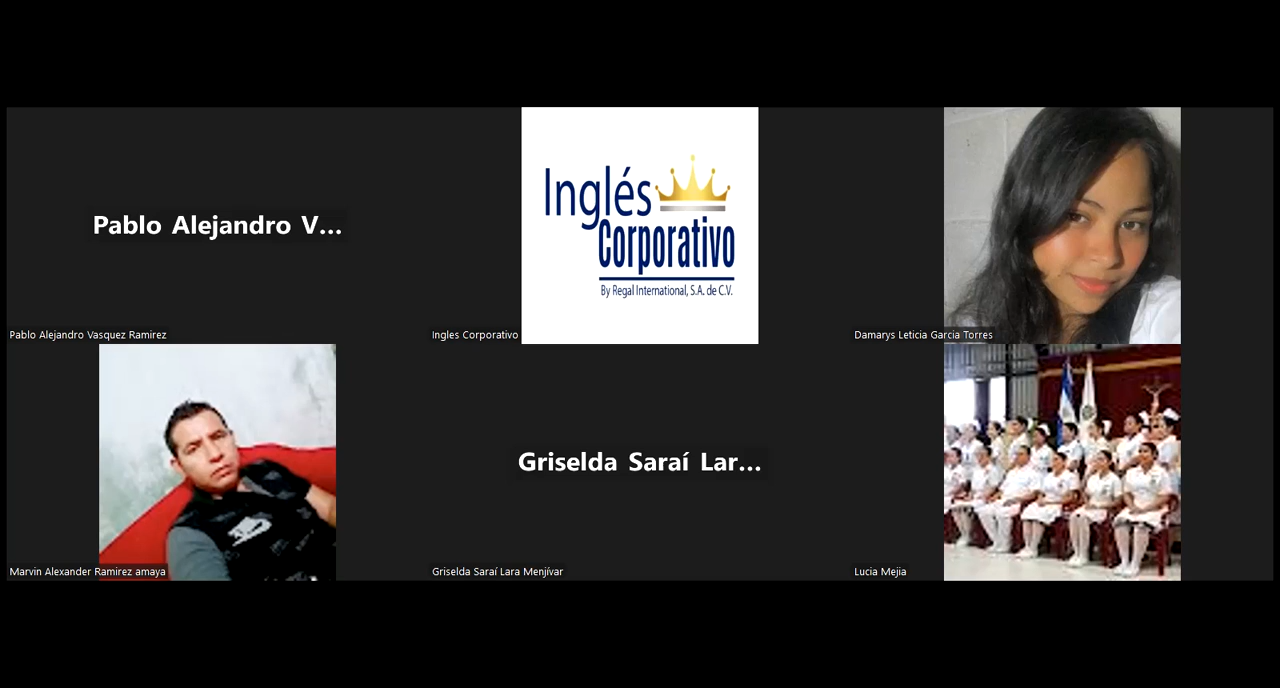 Pablo Alejandro V...
Pablo Alejandro Vasquez Ramirez
Inglés
Corporativo
By Regal International, S.A. de C.V.
Ingles Corporativo
Damarys Leticia Garcia Torres
Marvin Alexander Ramirez amaya
Griselda Saraí Lar...
Griselda Saraí Lara Menjívar
Lucia Mejia